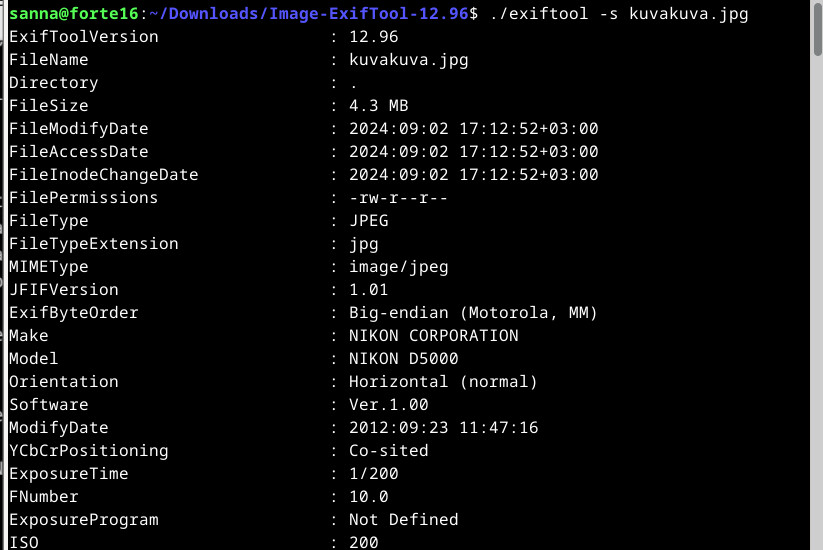 sanna@forte16:~/Downloads/Image-ExifTool-12.96$ ./exiftool -s kuvakuva.jpg
ExifToolVersion : 12.96
FileName : kuvakuva.jpg
Directory : .
FileSize : 4.3 MB
FileModifyDate : 2024:09:02 17:12:52+03:00
FileAccessDate : 2024:09:02 17:12:52+03:00
FileInodeChangeDate : 2024:09:02 17:12:52+03:00
FilePermissions : -rw-r--r--
FileType : JPEG
FileTypeExtension : jpg
MIMEType : image/jpeg
JFIFVersion : 1.01
ExifByteOrder : Big-endian (Motorola, MM)
Make : NIKON CORPORATION
Model : NIKON D5000
Orientation : Horizontal (normal)
Software : Ver.1.00
ModifyDate : 2012:09:23 11:47:16
YCbCrPositioning : Co-sited
ExposureTime : 1/200
FNumber : 10.0
ExposureProgram : Not Defined
ISO : 200